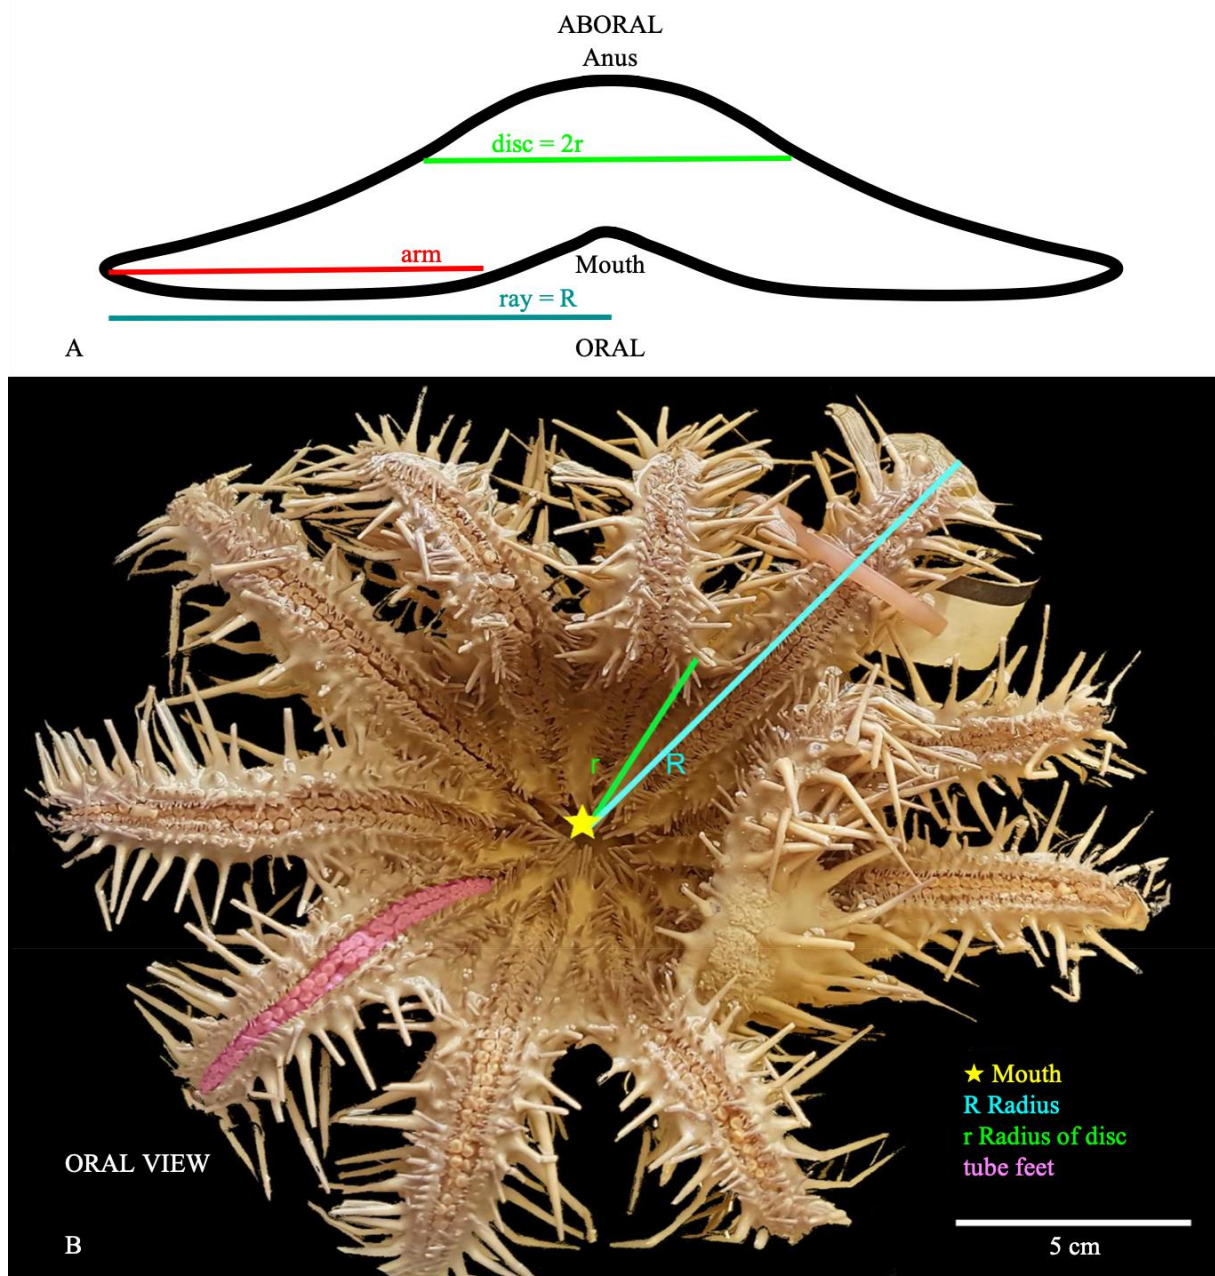 ABORAL
Anus
disc = 2r
arm
Mouth
ray = R
A
ORAL
r
R
★ Mouth
R Radius
r Radius of disc
tube feet
ORAL VIEW
B
5 cm